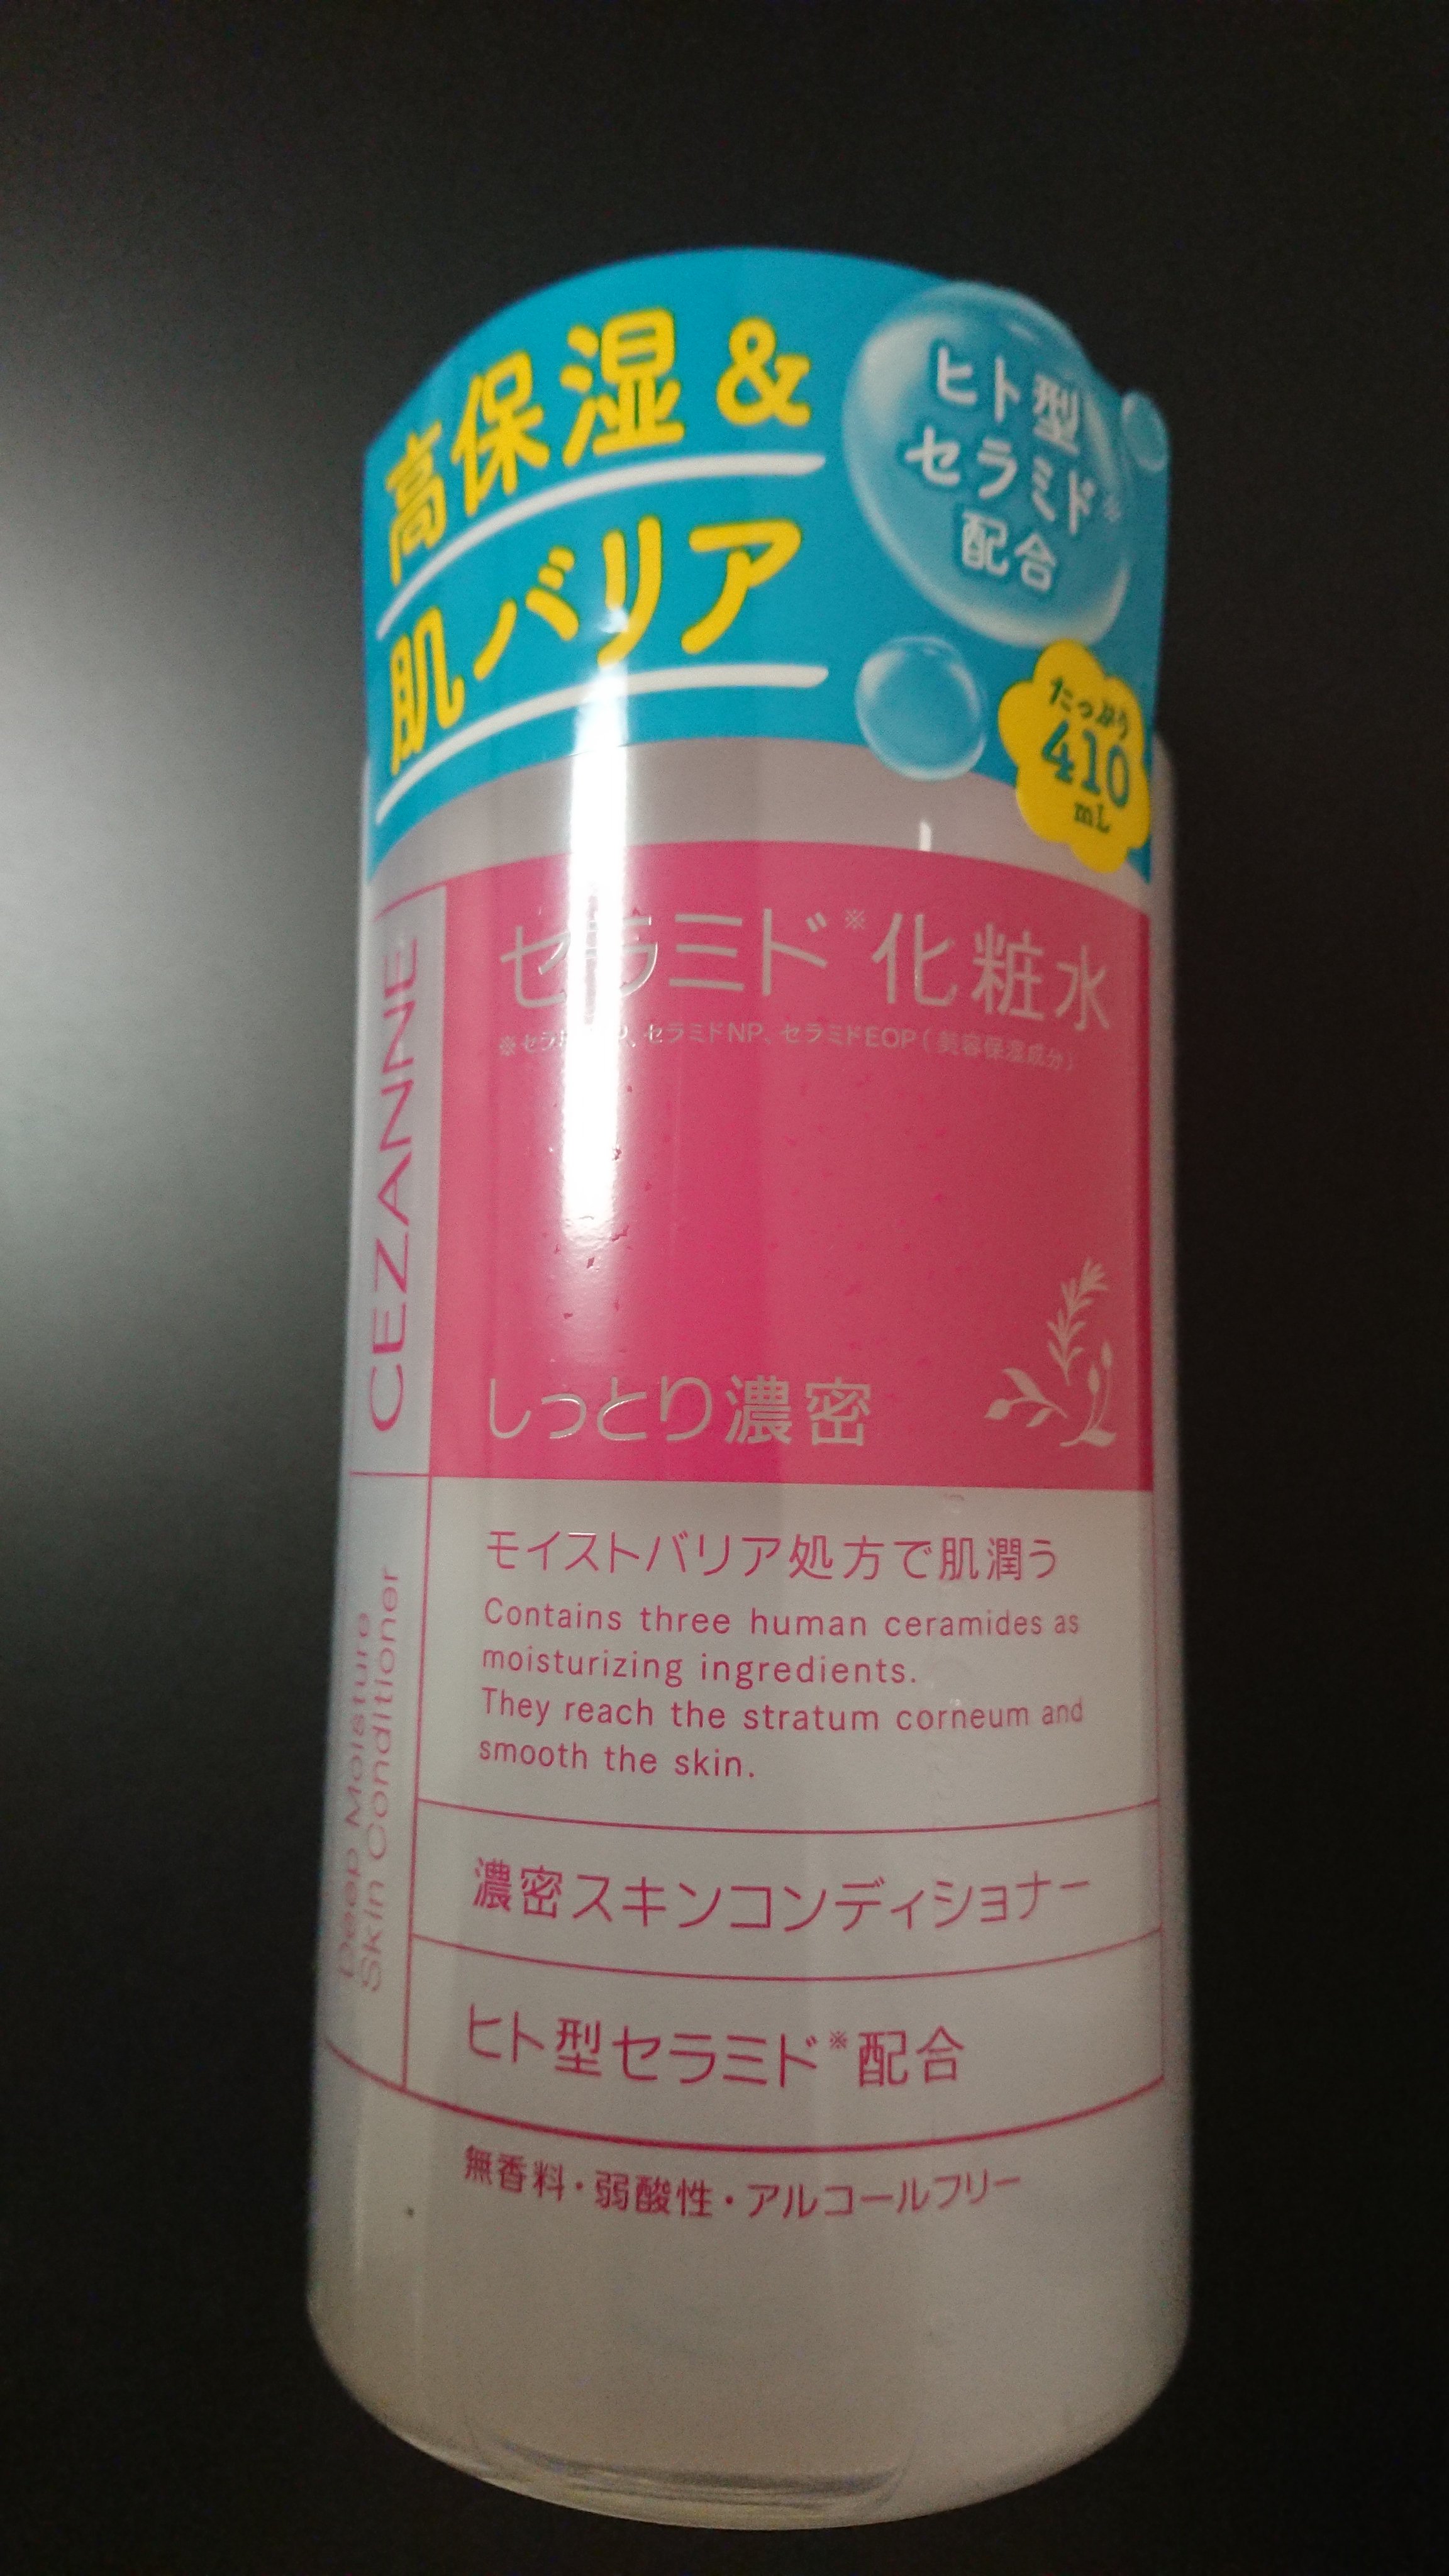 高保湿&
肌バリア
ヒト型
セラミド※
配合
たっぷり
410
mL
CEZANNE
Deep Moisture
Skin Conditioner
セラミド※化粧水
セラミドNP、セラミドEOP(美容保湿成分)
しっとり濃密
モイストバリア処方で肌潤う
Contains three human ceramides as
moisturizing ingredients.
They reach the stratum corneum and
smooth the skin.
濃密スキンコンディショナー
ヒト型セラミド※配合
無香料・弱酸性・アルコールフリー